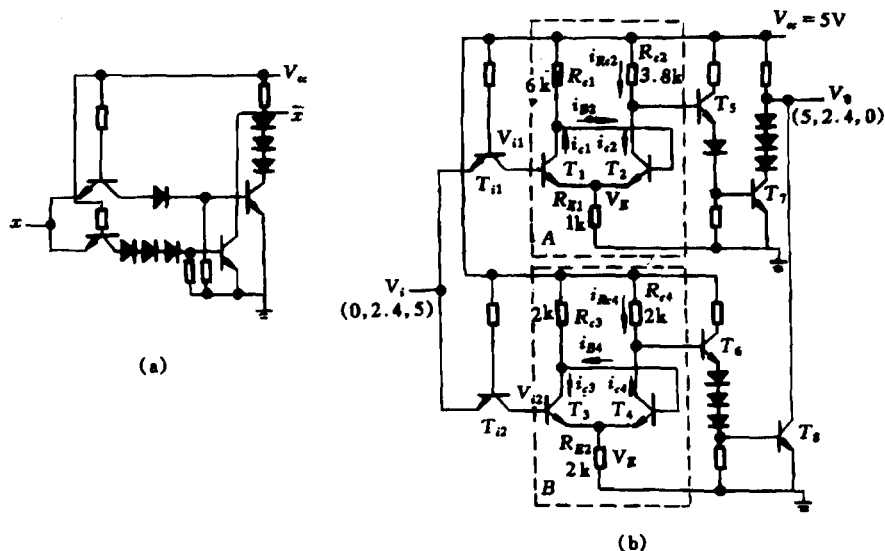 V_cc
x̄
x
(a)
V_cc = 5V
R_c1
6k
i_Rc2
R_c2
3.8k
i_B2
i_c1
i_c2
V_i1
T_i1
T_1
T_2
T_5
V_0
(5, 2.4, 0)
T_7
R_E1
1k
V_E
A
V_i
(0, 2.4, 5)
2k
R_c3
i_Rc4
R_c4
2k
i_B4
i_c3
i_c4
V_i2
T_i2
T_3
T_4
T_6
T_8
R_E2
2k
V_E
B
(b)